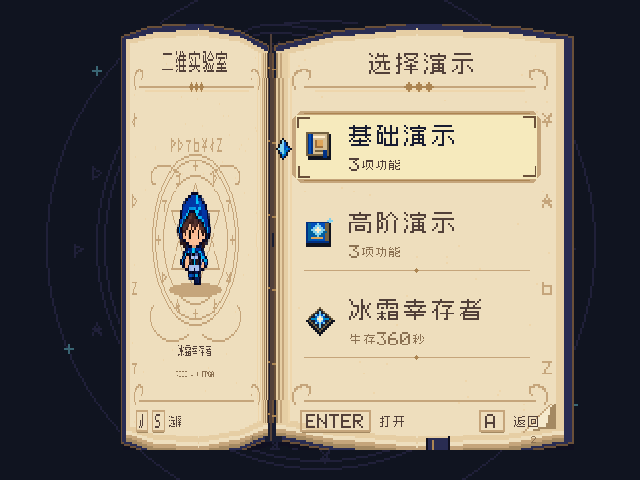 二维实验室
冰霜幸存者
S 选择
选择演示
基础演示
3项功能
高阶演示
3项功能
冰霜幸存者
生存360秒
ENTER 打开
A 返回